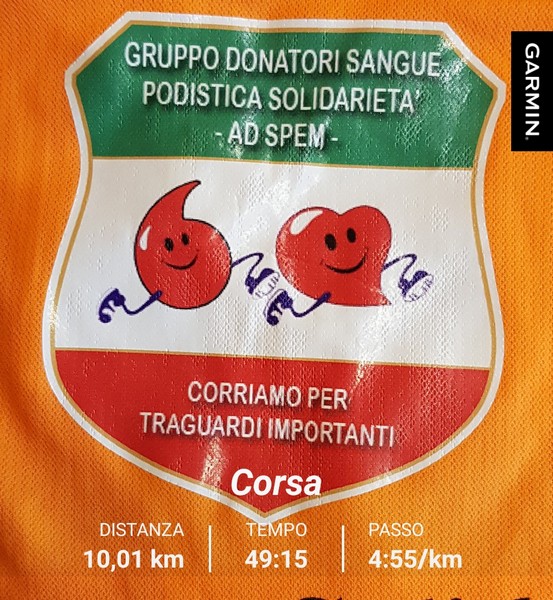 GRUPPO DONATORI SANGUE
PODISTICA SOLIDARIETA'
- AD SPEM -
GARMIN.
CORRIAMO PER
TRAGUARDI IMPORTANTI
Corsa
DISTANZA
TEMPO
PASSO
10,01 km
49:15
4:55/km